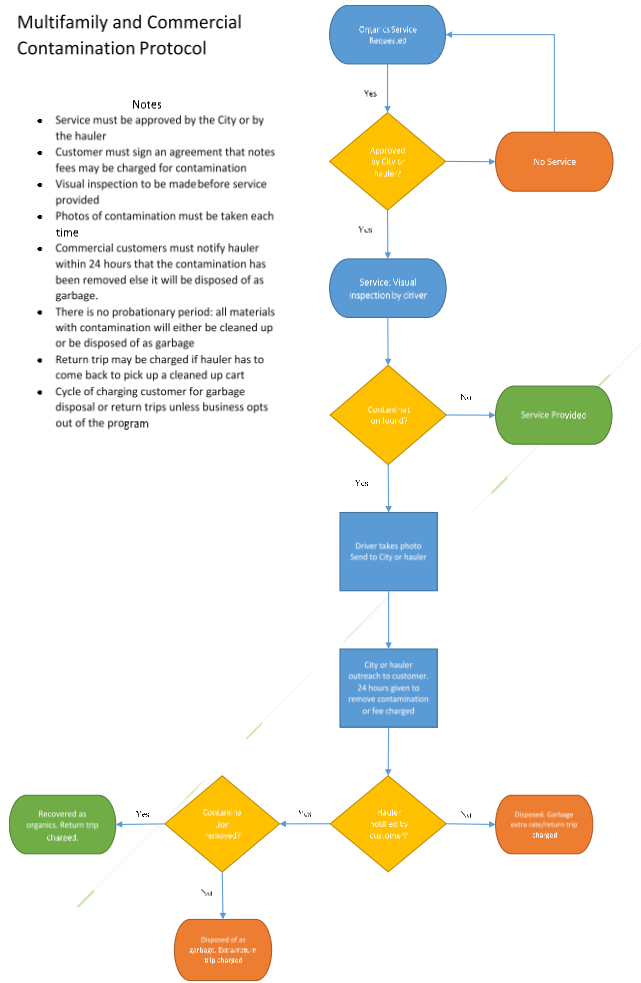 Multifamily and Commercial
Contamination Protocol
Notes
• Service must be approved by the City or by
the hauler
• Customer must sign an agreement that notes
fees may be charged for contamination
• Visual inspection to be made before service
provided
• Photos of contamination must be taken each
time
• Commercial customers must notify hauler
within 24 hours that the contamination has
been removed else it will be disposed of as
garbage.
• There is no probationary period: all materials
with contamination will either be cleaned up
or be disposed of as garbage
• Return trip may be charged if hauler has to
come back to pick up a cleaned up cart
• Cycle of charging customer for garbage
disposal or return trips unless business opts
out of the program
Organics Service
Requested
Yes
Approved
by City or
hauler?
No Service
Yes
Service: Visual
inspection by driver
Contaminat
ion found?
No
Service Provided
Yes
Driver takes photo
Send to City or hauler
City or hauler
outreach to customer.
24 hours given to
remove contamination
or fee charged
Hauler
notified by
customer?
No
Disposed. Garbage
extra rate/return trip
charged
Yes
Contamina
tion
removed?
Yes
Recovered as
organics. Return trip
charged.
No
Disposed of as
garbage. Extra/return
trip charged